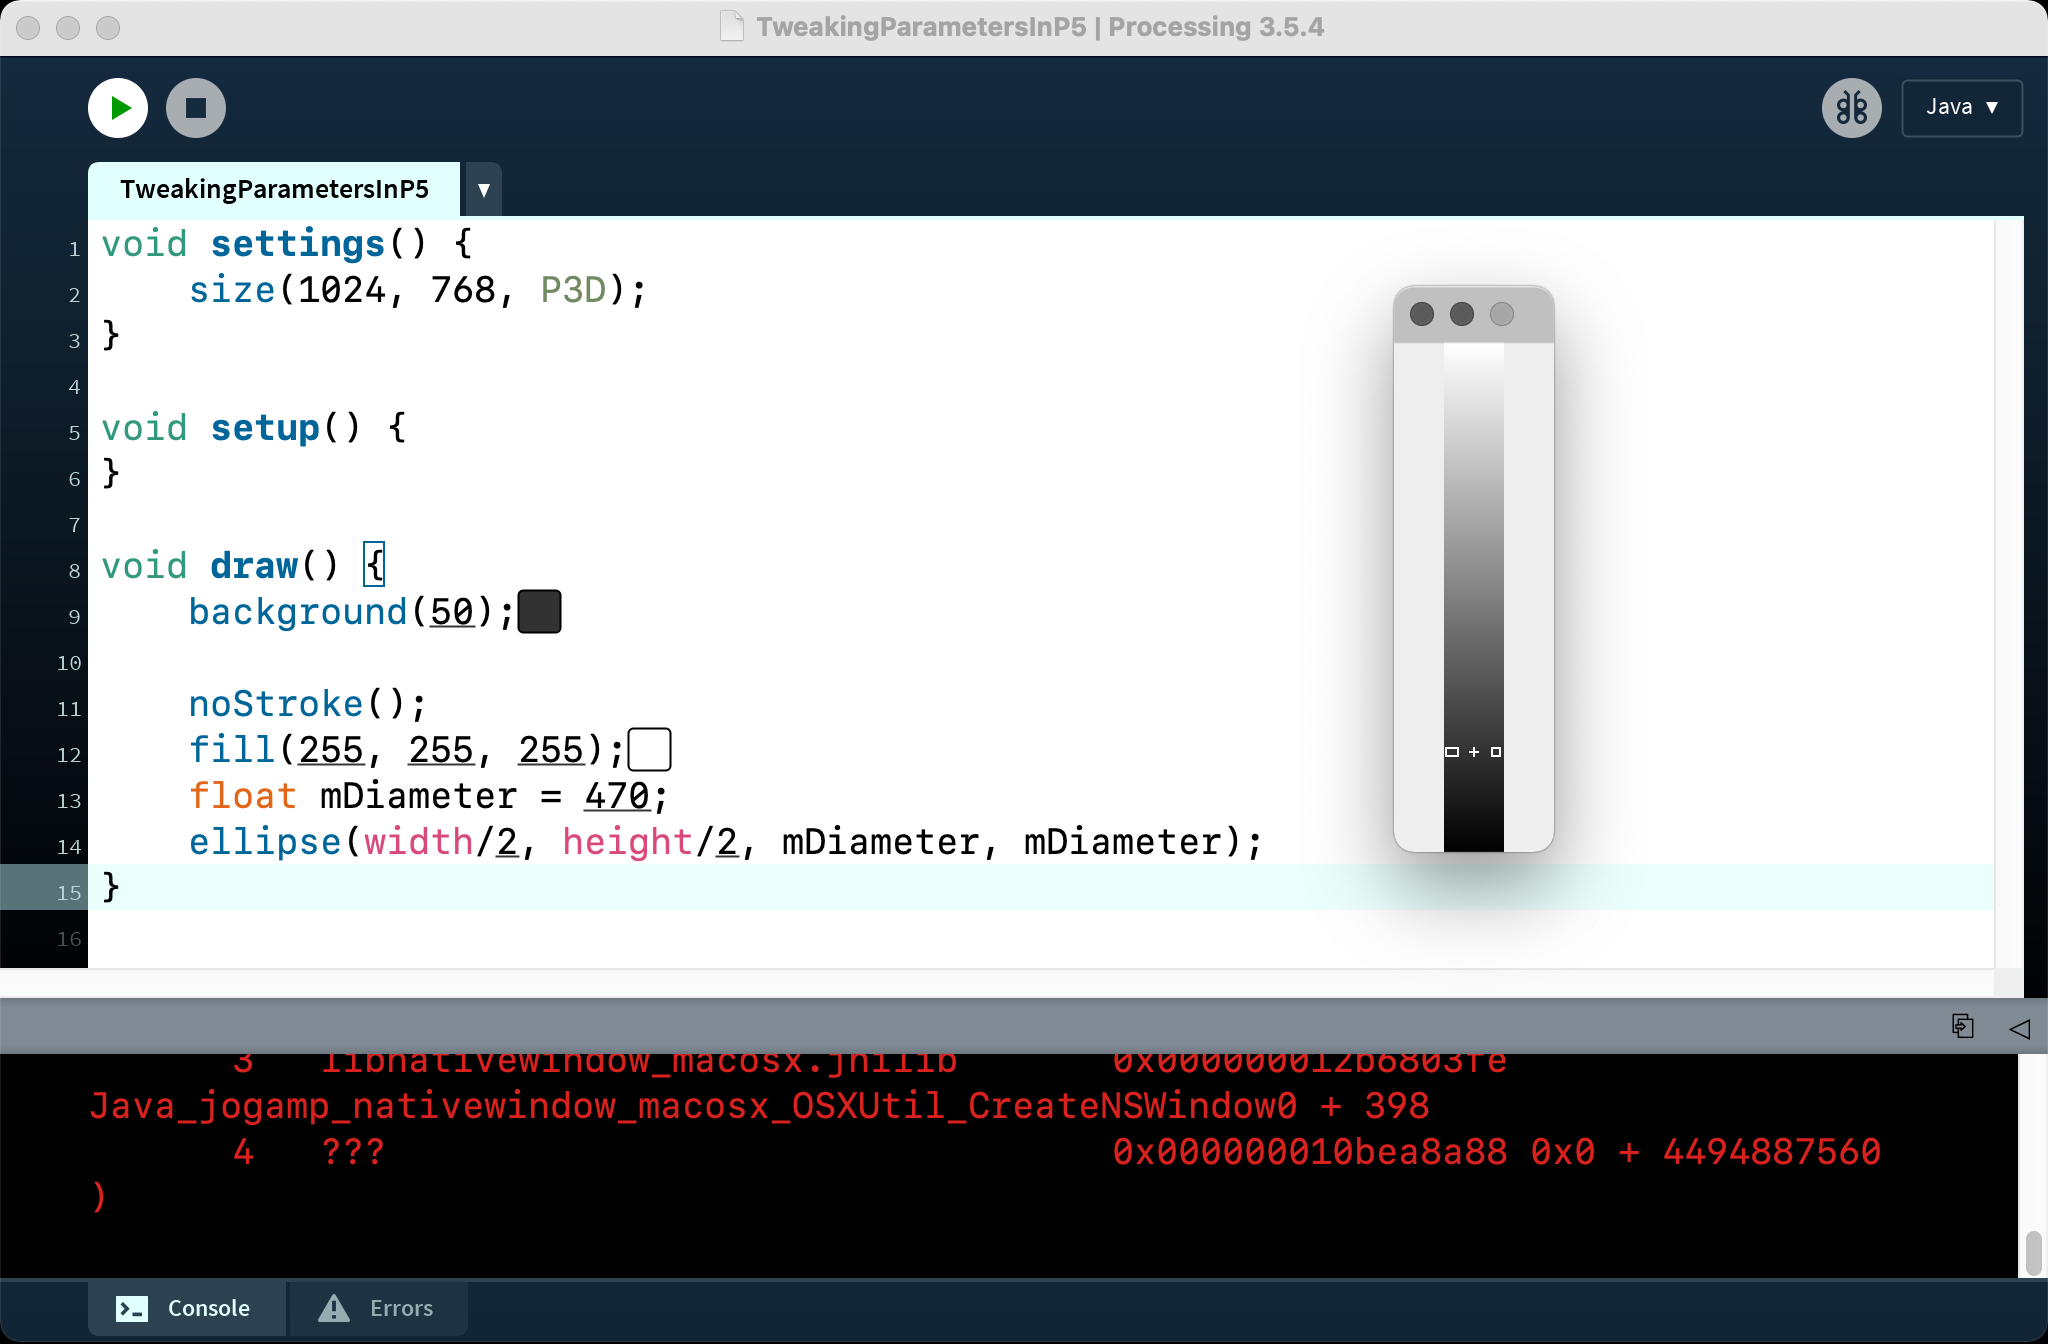 TweakingParametersInP5 | Processing 3.5.4
Java ▼
TweakingParametersInP5 ▼
1 void settings() {
2 size(1024, 768, P3D);
3 }
4
5 void setup() {
6 }
7
8 void draw() {
9 background(50);
10
11 noStroke();
12 fill(255, 255, 255);
13 float mDiameter = 470;
14 ellipse(width/2, height/2, mDiameter, mDiameter);
15 }
16
3 libnativewindow_macosx.jnilib 0x000000012b6803fe
Java_jogamp_nativewindow_macosx_OSXUtil_CreateNSWindow0 + 398
4 ??? 0x000000010bea8a88 0x0 + 4494887560
)
Console Errors